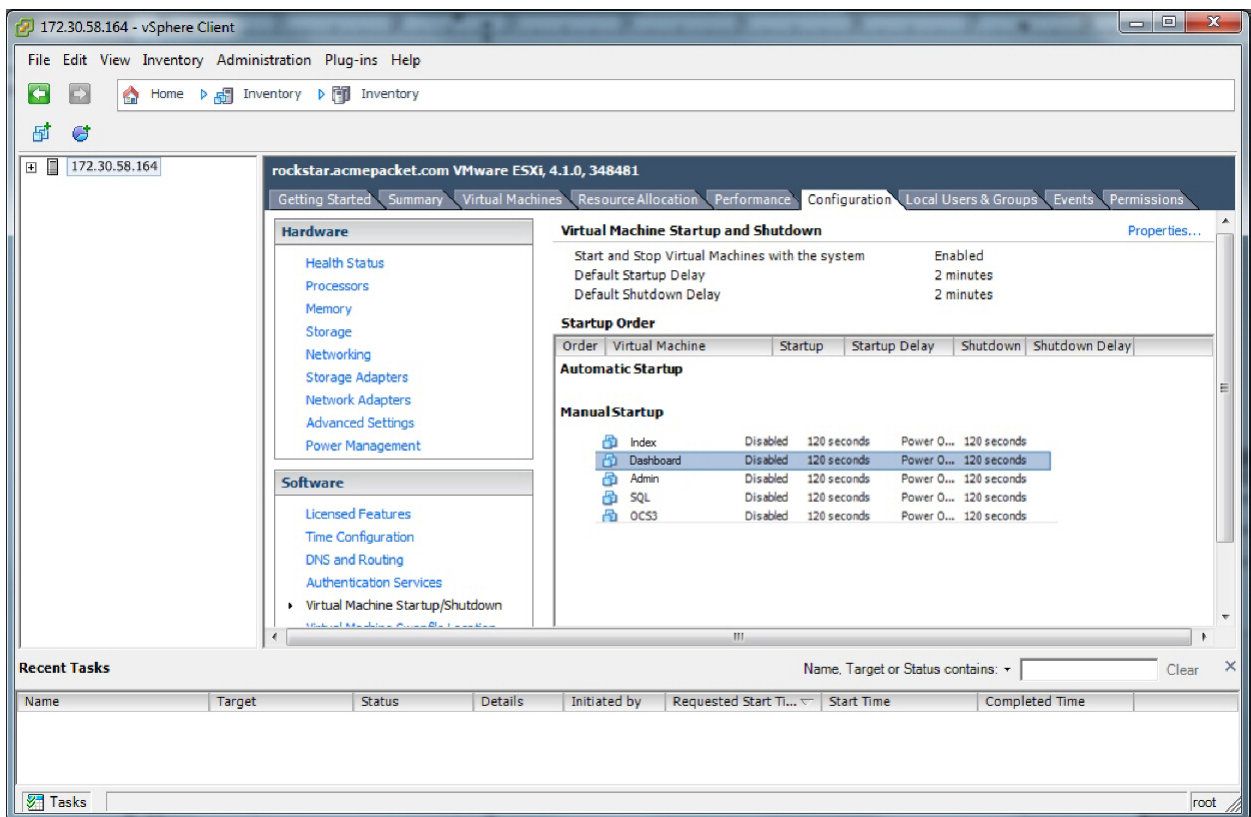 172.30.58.164 - vSphere Client
File Edit View Inventory Administration Plug-ins Help
Home Inventory Inventory
172.30.58.164
rockstar.acmepacket.com VMware ESXi, 4.1.0, 348481
Getting Started Summary Virtual Machines Resource Allocation Performance Configuration Local Users & Groups Events Permissions
Hardware
Health Status
Processors
Memory
Storage
Networking
Storage Adapters
Network Adapters
Advanced Settings
Power Management
Software
Licensed Features
Time Configuration
DNS and Routing
Authentication Services
Virtual Machine Startup/Shutdown
Virtual Machine Swapfile Location
Virtual Machine Startup and Shutdown Properties...
Start and Stop Virtual Machines with the system Enabled
Default Startup Delay 2 minutes
Default Shutdown Delay 2 minutes
Startup Order
Order Virtual Machine Startup Startup Delay Shutdown Shutdown Delay
Automatic Startup
Manual Startup
Index Disabled 120 seconds Power O... 120 seconds
Dashboard Disabled 120 seconds Power O... 120 seconds
Admin Disabled 120 seconds Power O... 120 seconds
SQL Disabled 120 seconds Power O... 120 seconds
OCS3 Disabled 120 seconds Power O... 120 seconds
Recent Tasks Name, Target or Status contains: Clear
Name Target Status Details Initiated by Requested Start Ti... Start Time Completed Time
Tasks root